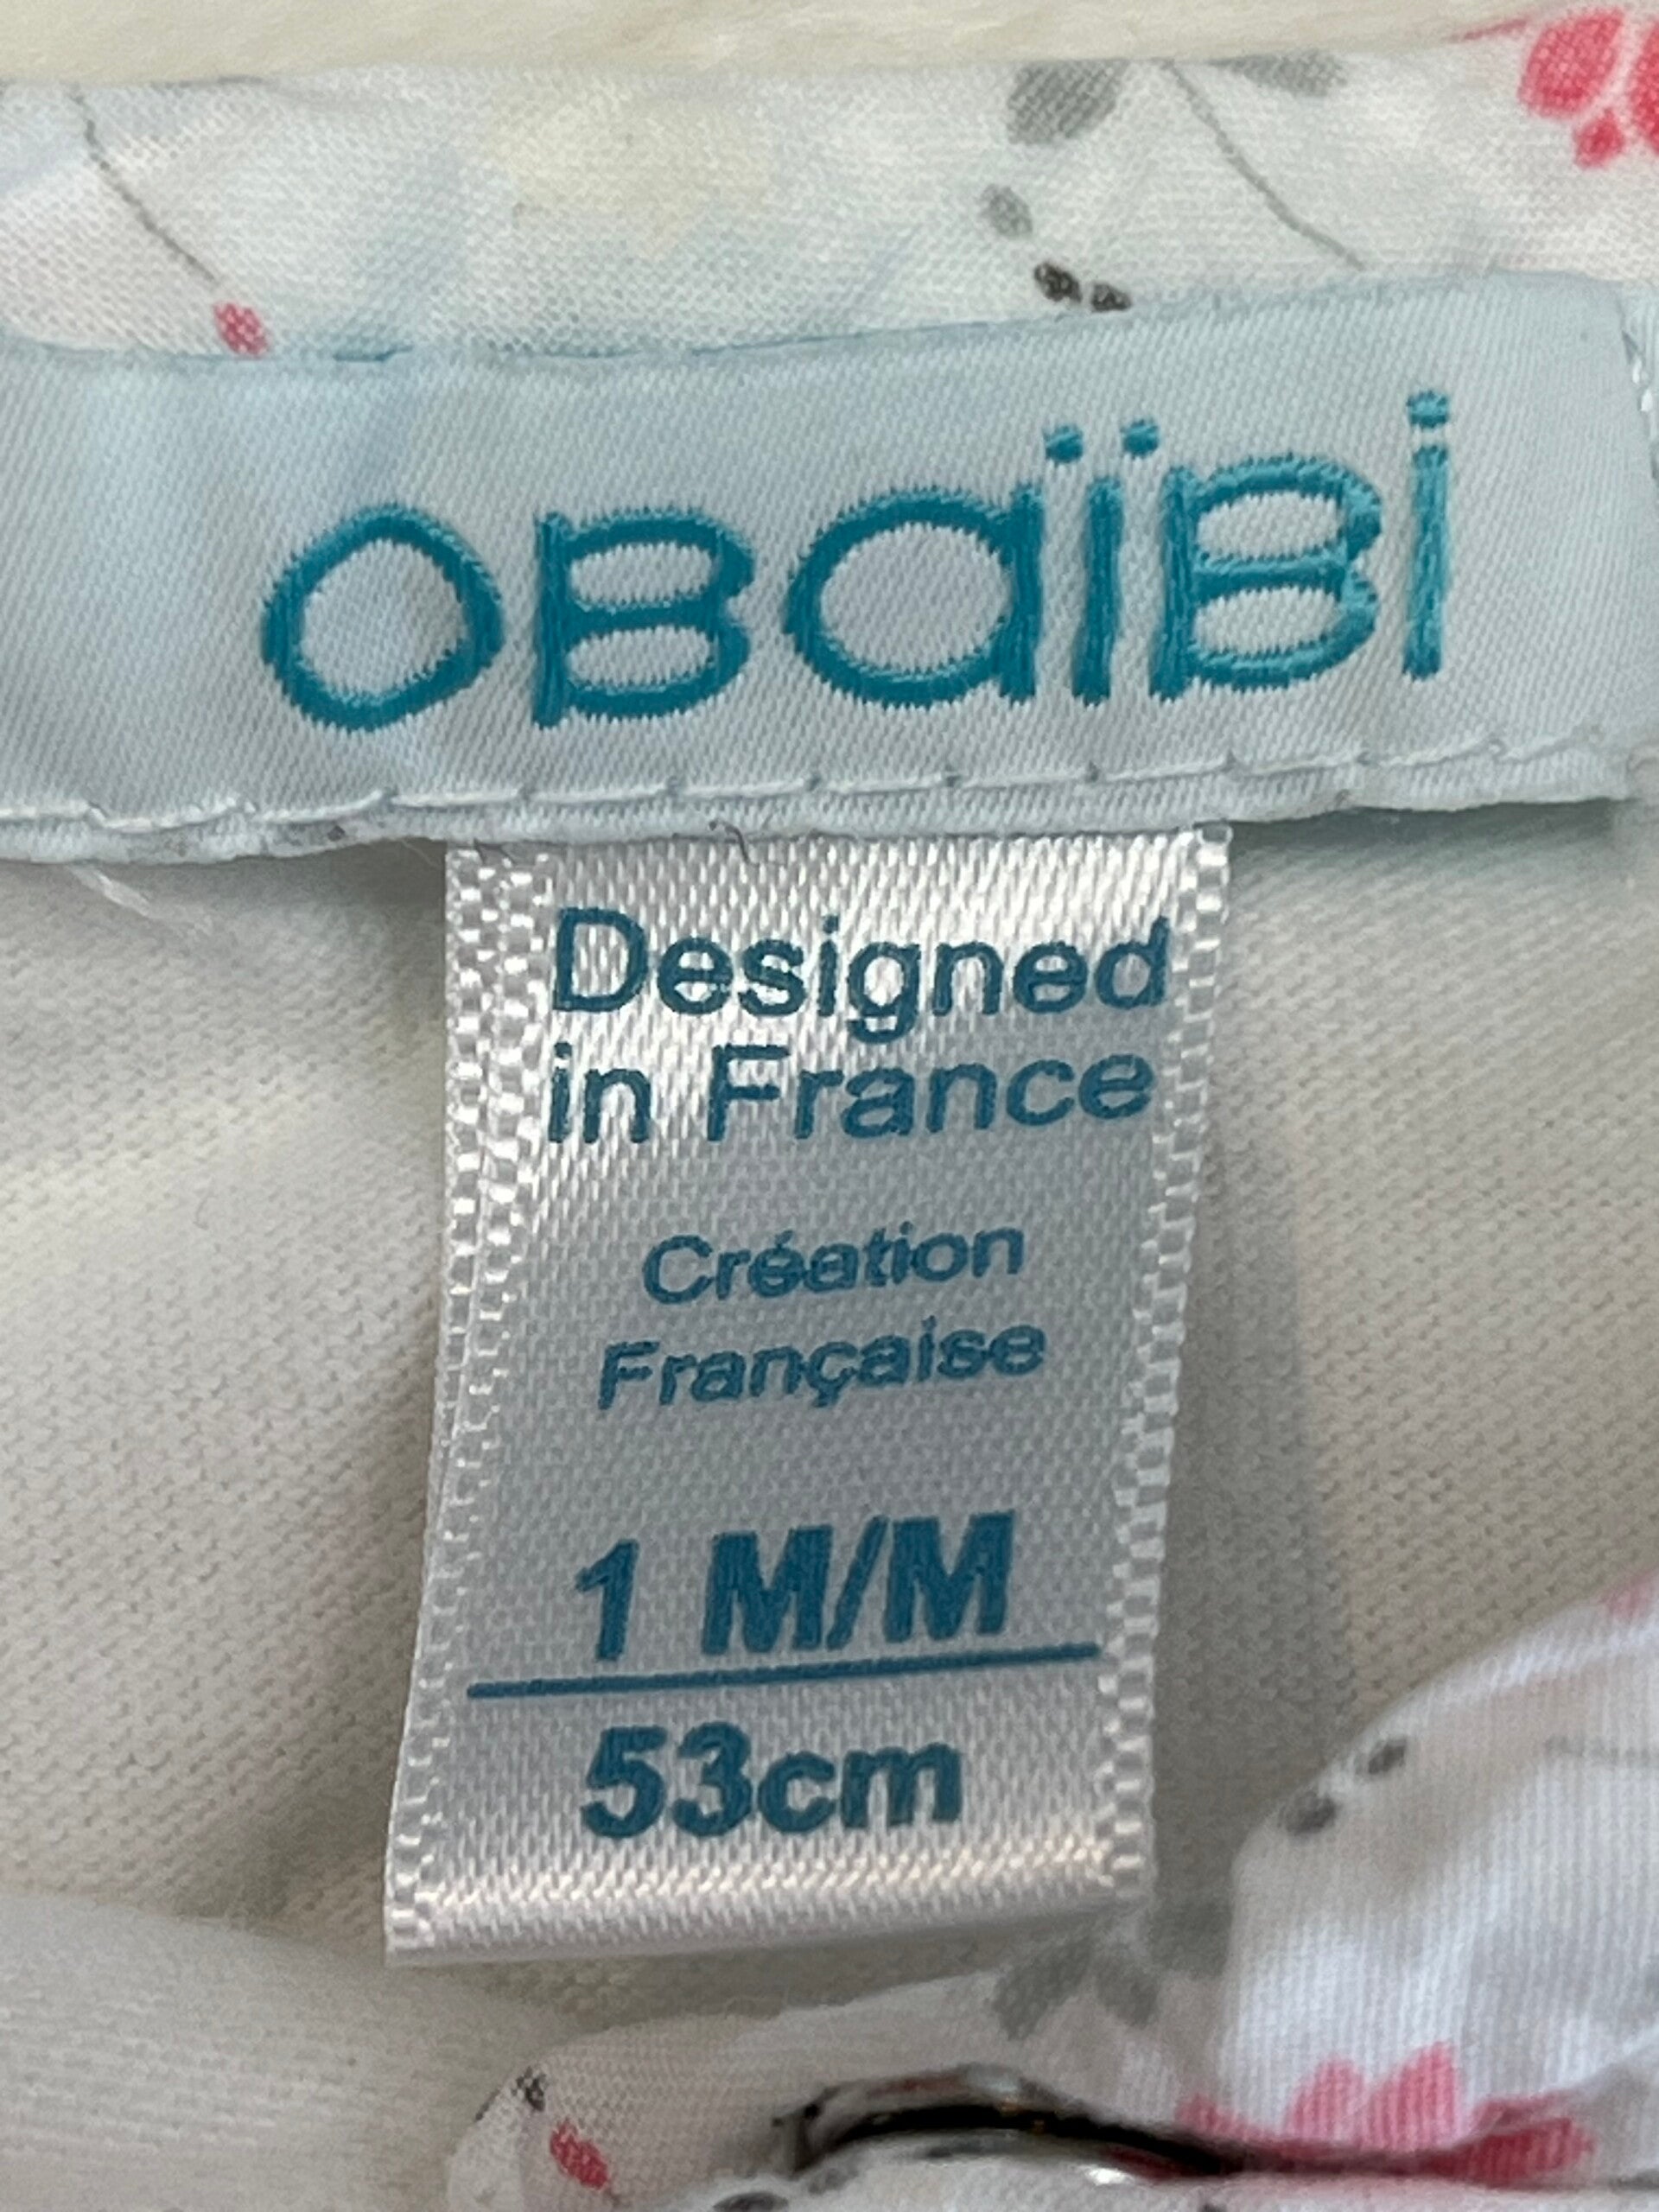 OBaïBi
Designed
in France
Création
Française
1 M/M
53cm